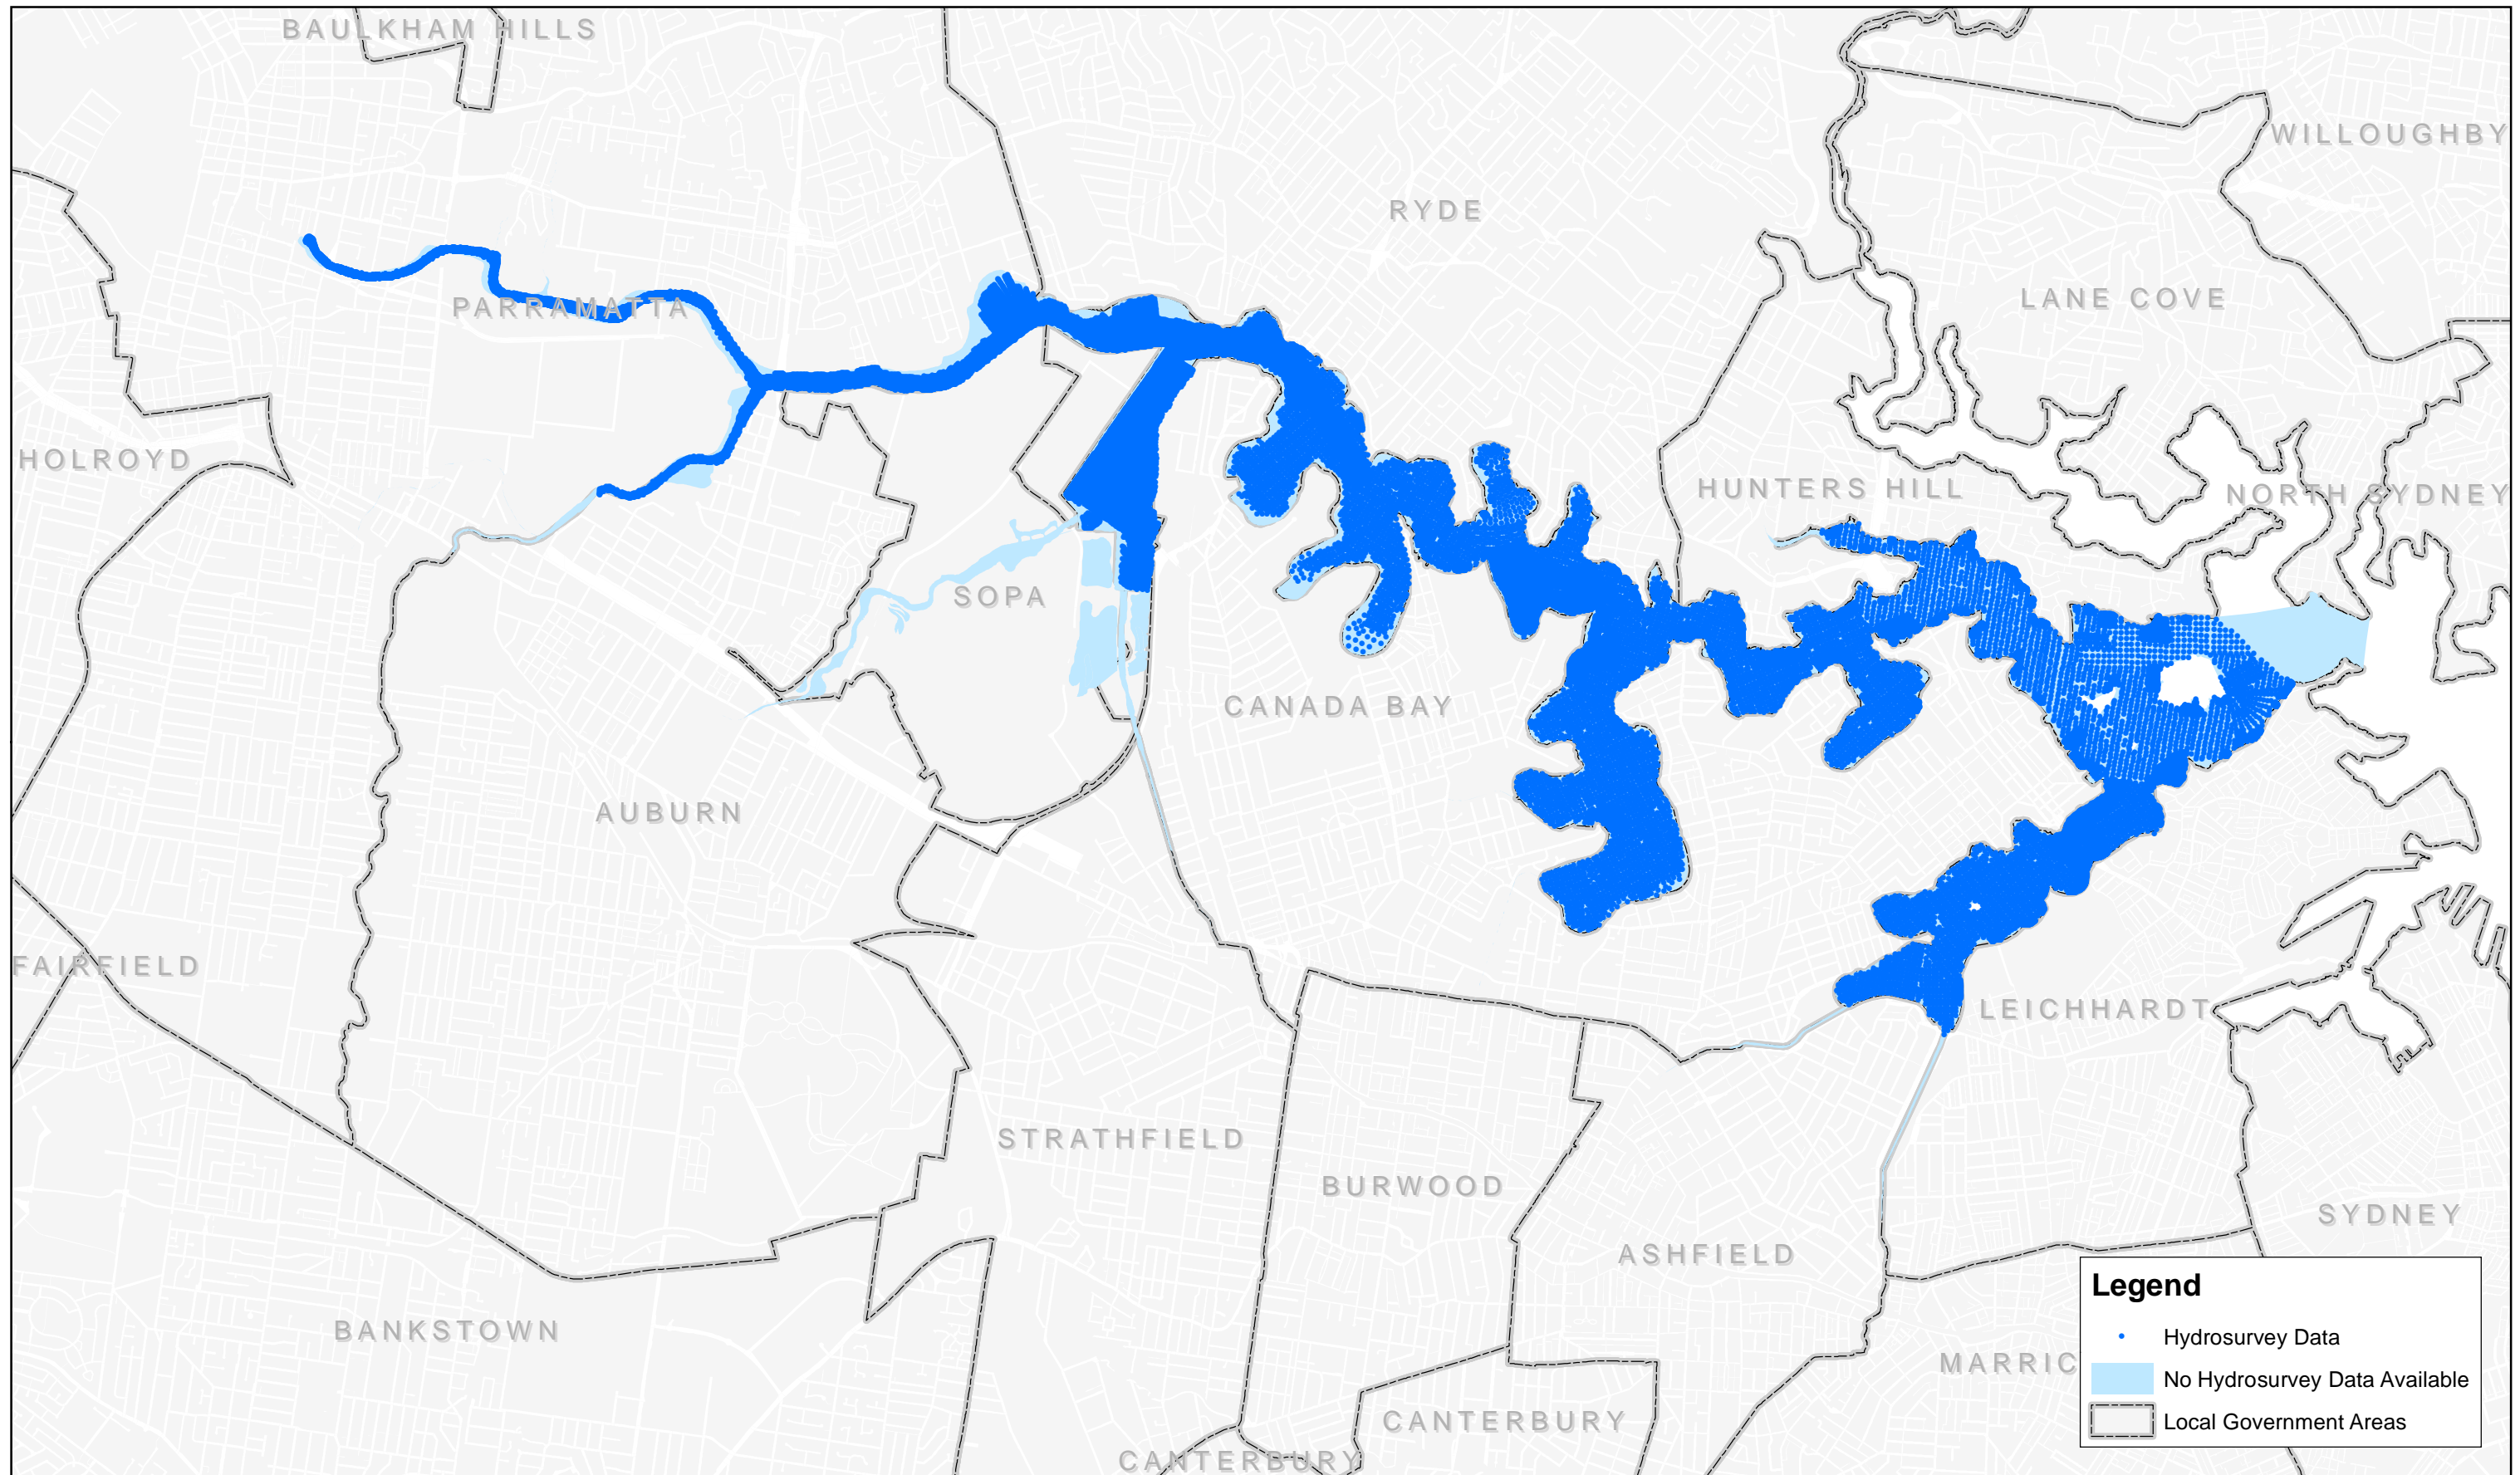 BAULKHAM HILLS
WILLOUGHBY
RYDE
LANE COVE
PARRAMATTA
HOLROYD
HUNTERS HILL
NORTH SYDNEY
SOPA
CANADA BAY
AUBURN
FAIRFIELD
LEICHHARDT
STRATHFIELD
BURWOOD
SYDNEY
ASHFIELD
BANKSTOWN
MARRIC
CANTERBURY
CANTERBURY
Legend
Hydrosurvey Data
No Hydrosurvey Data Available
Local Government Areas